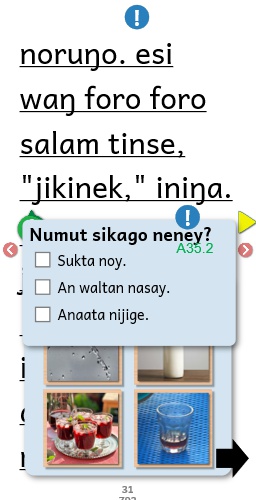 noruŋo. esi
waŋ foro foro
salam tinse,
"jikinek," iniŋa.
Numut sikago neney?
A35.2
Sukta noy.
An waltan nasay.
Anaata nijige.
31